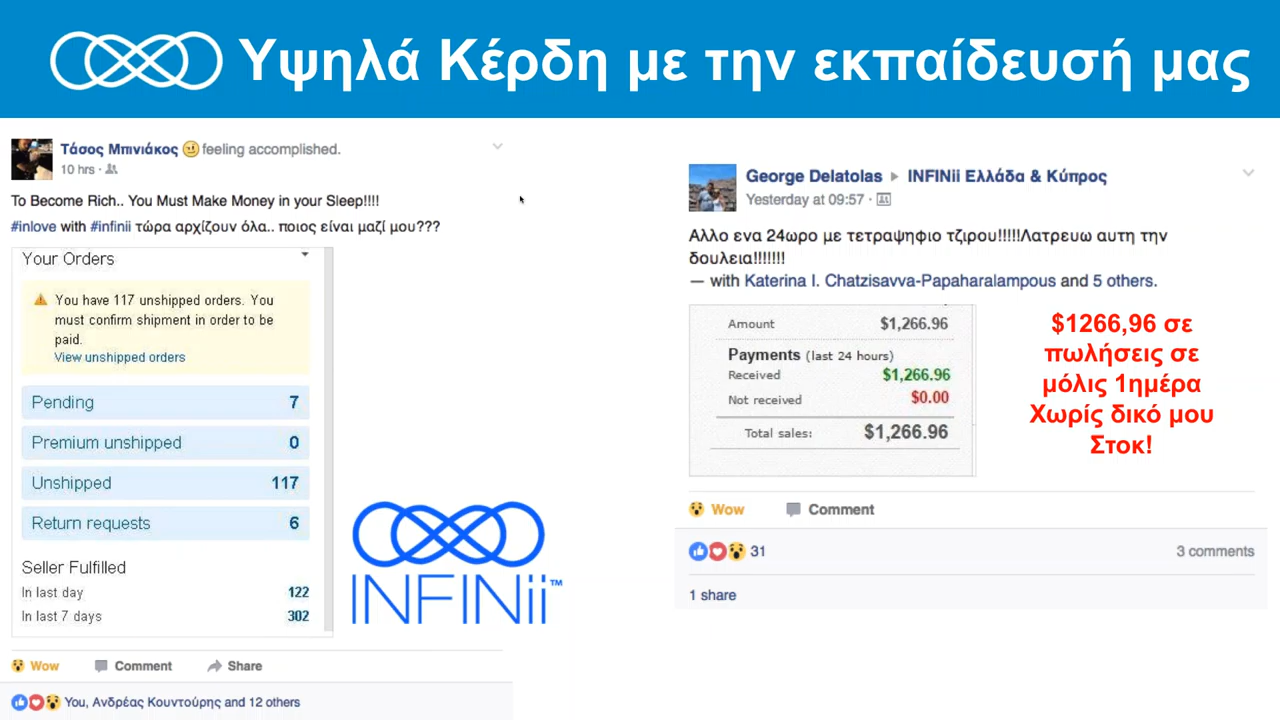 Υψηλά Κέρδη με την εκπαίδευσή μας
Τάσος Μπινιάκος feeling accomplished.
10 hrs ·
To Become Rich.. You Must Make Money in your Sleep!!!!
#inlove with #infinii τώρα αρχίζουν όλα.. ποιος είναι μαζί μου???
Your Orders
You have 117 unshipped orders. You
must confirm shipment in order to be
paid.
View unshipped orders
Pending 7
Premium unshipped 0
Unshipped 117
Return requests 6
Seller Fulfilled
In last day 122
In last 7 days 302
Wow Comment Share
You, Ανδρέας Κουντούρης and 12 others
INFINii™
George Delatolas ▸ INFINii Ελλάδα & Κύπρος
Yesterday at 09:57 ·
Αλλο ενα 24ωρο με τετραψηφιο τζιρου!!!!!Λατρευω αυτη την
δουλεια!!!!!!!
— with Katerina I. Chatzisavva-Papaharalampous and 5 others.
Amount $1,266.96
Payments (last 24 hours)
Received $1,266.96
Not received $0.00
Total sales: $1,266.96
$1266,96 σε
πωλήσεις σε
μόλις 1ημέρα
Χωρίς δικό μου
Στοκ!
Wow Comment
31 3 comments
1 share